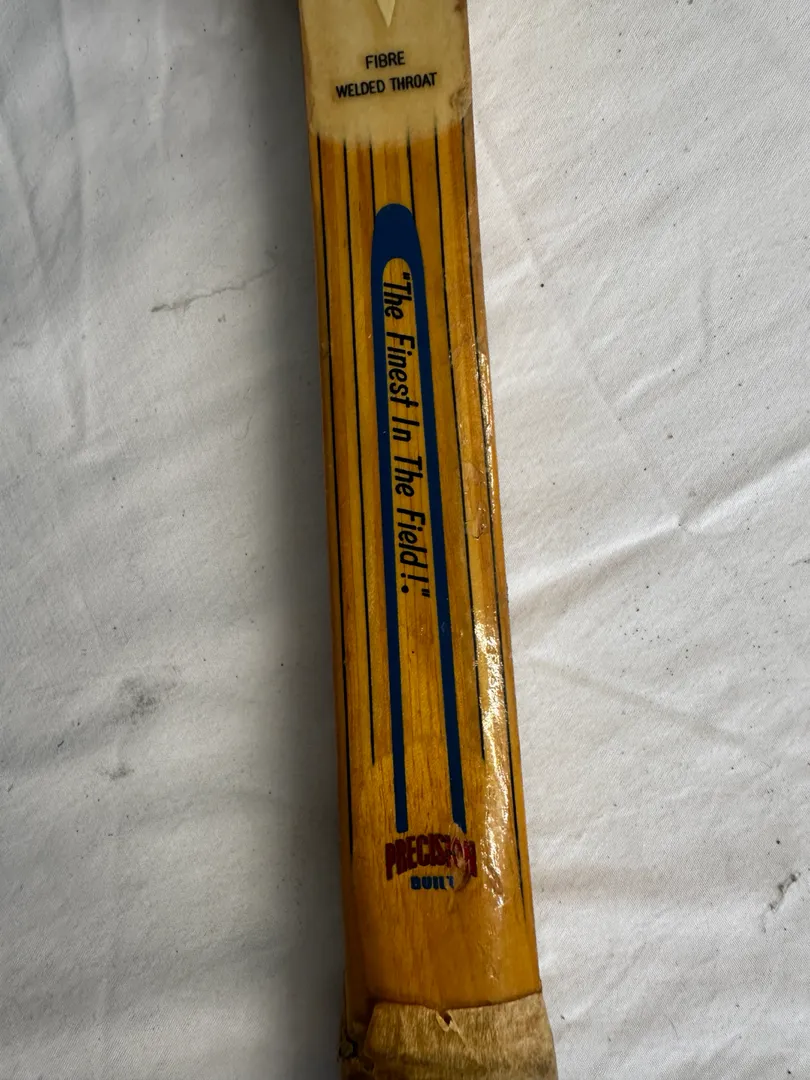 FIBRE
WELDED THROAT
"The Finest In The Field!."
PRECISION
BUILT